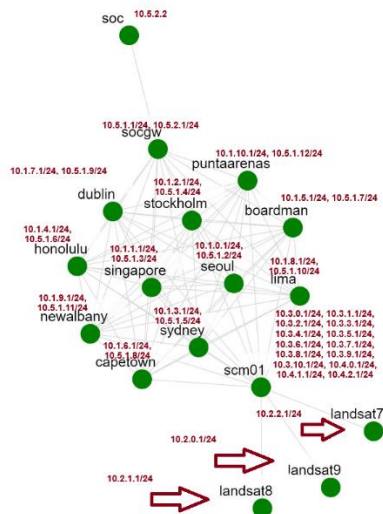 soc
10.5.2.2
10.5.1.1/24, 10.5.2.1/24
socgw
10.1.10.1/24, 10.5.1.12/24
puntaarenas
10.1.7.1/24, 10.5.1.9/24
dublin
10.1.2.1/24,
10.5.1.4/24
stockholm
10.1.5.1/24, 10.5.1.7/24
boardman
10.1.4.1/24,
10.5.1.6/24
honolulu
10.1.1.1/24,
10.5.1.3/24
singapore
10.1.0.1/24,
10.5.1.2/24
seoul
10.1.8.1/24,
10.5.1.10/24
lima
10.1.9.1/24,
10.5.1.11/24
newalbany
10.1.3.1/24,
10.5.1.5/24
sydney
10.3.0.1/24, 10.3.1.1/24,
10.3.2.1/24, 10.3.3.1/24,
10.3.4.1/24, 10.3.5.1/24,
10.3.6.1/24, 10.3.7.1/24,
10.3.8.1/24, 10.3.9.1/24,
10.3.10.1/24, 10.4.0.1/24,
10.4.1.1/24, 10.4.2.1/24
10.1.6.1/24,
10.5.1.8/24
capetown
scm01
10.2.2.1/24
landsat7
10.2.0.1/24
landsat9
10.2.1.1/24
landsat8